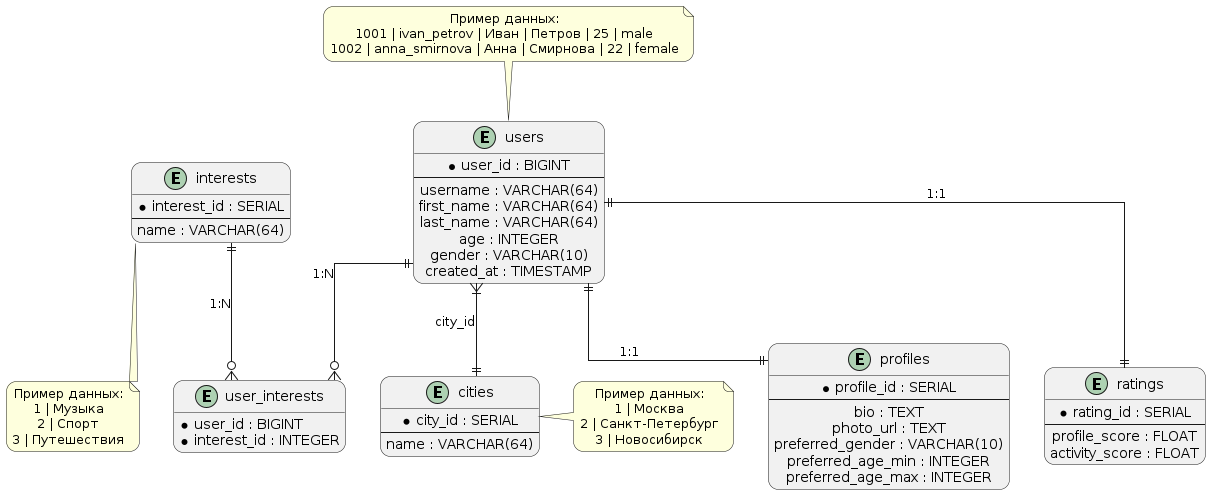 Пример данных:
1001 | ivan_petrov | Иван | Петров | 25 | male
1002 | anna_smirnova | Анна | Смирнова | 22 | female
E users
* user_id : BIGINT
username : VARCHAR(64)
first_name : VARCHAR(64)
last_name : VARCHAR(64)
age : INTEGER
gender : VARCHAR(10)
created_at : TIMESTAMP
E interests
* interest_id : SERIAL
name : VARCHAR(64)
1:1
1:N
1:N
city_id
1:1
Пример данных:
1 | Музыка
2 | Спорт
3 | Путешествия
E user_interests
* user_id : BIGINT
* interest_id : INTEGER
E cities
* city_id : SERIAL
name : VARCHAR(64)
Пример данных:
1 | Москва
2 | Санкт-Петербург
3 | Новосибирск
E profiles
* profile_id : SERIAL
bio : TEXT
photo_url : TEXT
preferred_gender : VARCHAR(10)
preferred_age_min : INTEGER
preferred_age_max : INTEGER
E ratings
* rating_id : SERIAL
profile_score : FLOAT
activity_score : FLOAT